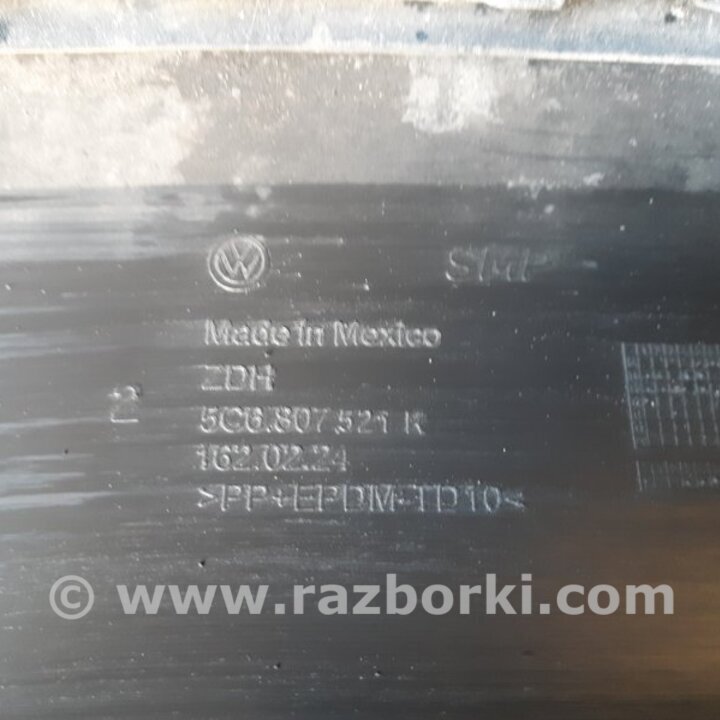 SMP
Made in Mexico
ZDH
5C6.807.521 K
162.02.24
>PP+EPDM-TD10<
© www.razborki.com